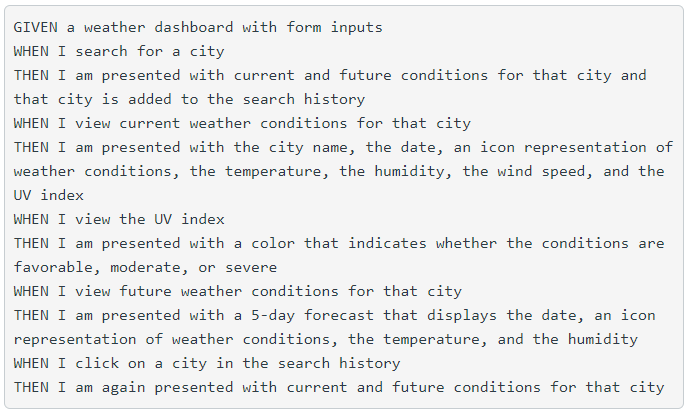 GIVEN a weather dashboard with form inputs
WHEN I search for a city
THEN I am presented with current and future conditions for that city and
that city is added to the search history
WHEN I view current weather conditions for that city
THEN I am presented with the city name, the date, an icon representation of
weather conditions, the temperature, the humidity, the wind speed, and the
UV index
WHEN I view the UV index
THEN I am presented with a color that indicates whether the conditions are
favorable, moderate, or severe
WHEN I view future weather conditions for that city
THEN I am presented with a 5-day forecast that displays the date, an icon
representation of weather conditions, the temperature, and the humidity
WHEN I click on a city in the search history
THEN I am again presented with current and future conditions for that city